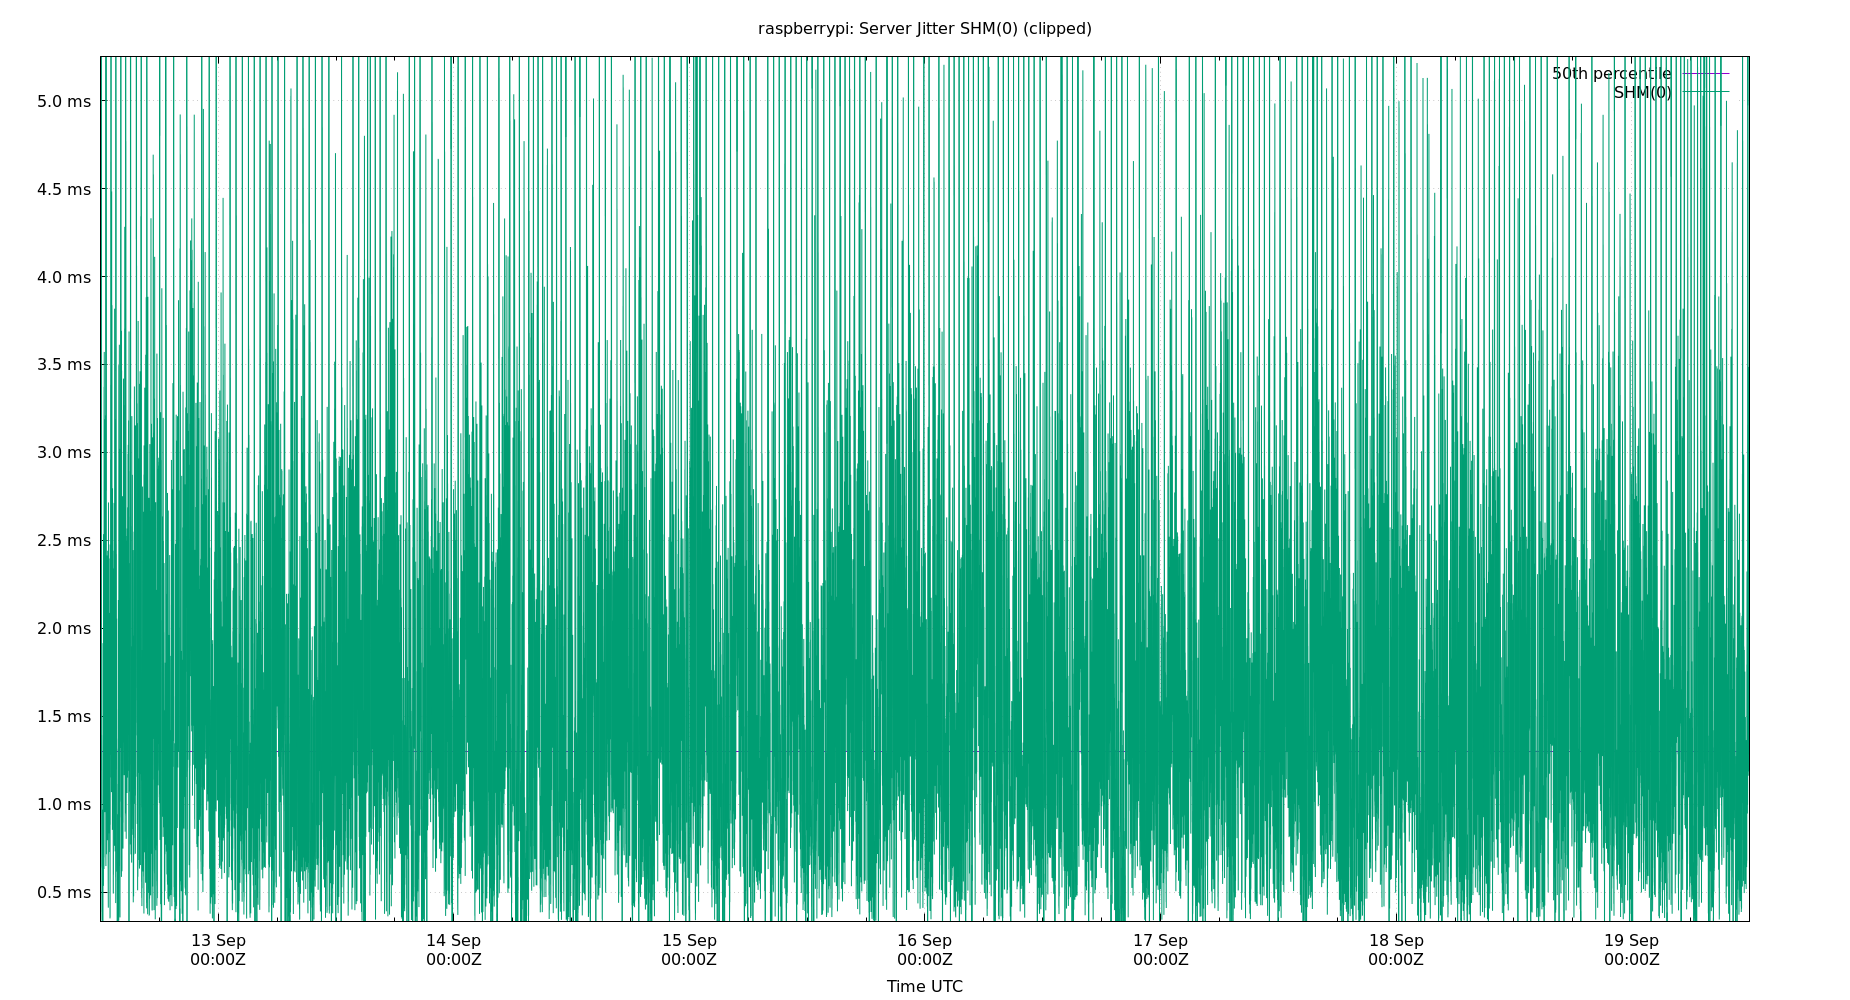 raspberrypi: Server Jitter SHM(0) (clipped)
50th percentile
SHM(0)
5.0 ms
4.5 ms
4.0 ms
3.5 ms
3.0 ms
2.5 ms
2.0 ms
1.5 ms
1.0 ms
0.5 ms
13 Sep 14 Sep 15 Sep 16 Sep 17 Sep 18 Sep 19 Sep
00:00Z 00:00Z 00:00Z 00:00Z 00:00Z 00:00Z 00:00Z
Time UTC